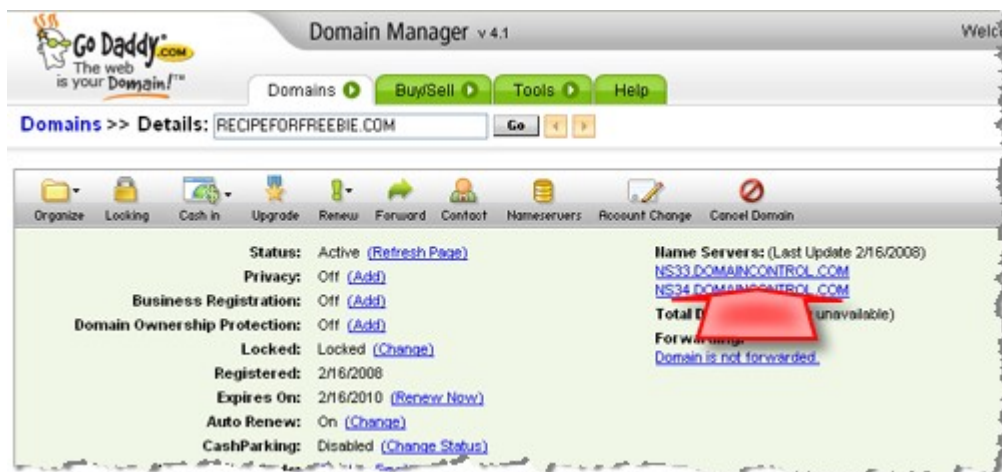 Go Daddy.COM
The web
is your Domain!™
Domain Manager v 4.1
Domains
Buy/Sell
Tools
Help
Domains >> Details: RECIPEFORFREEBIE.COM Go
Organize Locking Cash in Upgrade Renew Forward Contact Nameservers Account Change Cancel Domain
Status: Active (Refresh Page)
Privacy: Off (Add)
Business Registration: Off (Add)
Domain Ownership Protection: Off (Add)
Locked: Locked (Change)
Registered: 2/16/2008
Expires On: 2/16/2010 (Renew Now)
Auto Renew: On (Change)
CashParking: Disabled (Change Status)
Name Servers: (Last Update 2/16/2008)
NS33.DOMAINCONTROL.COM
NS34.DOMAINCONTROL.COM
Total unavailable)
Domain is not forwarded.